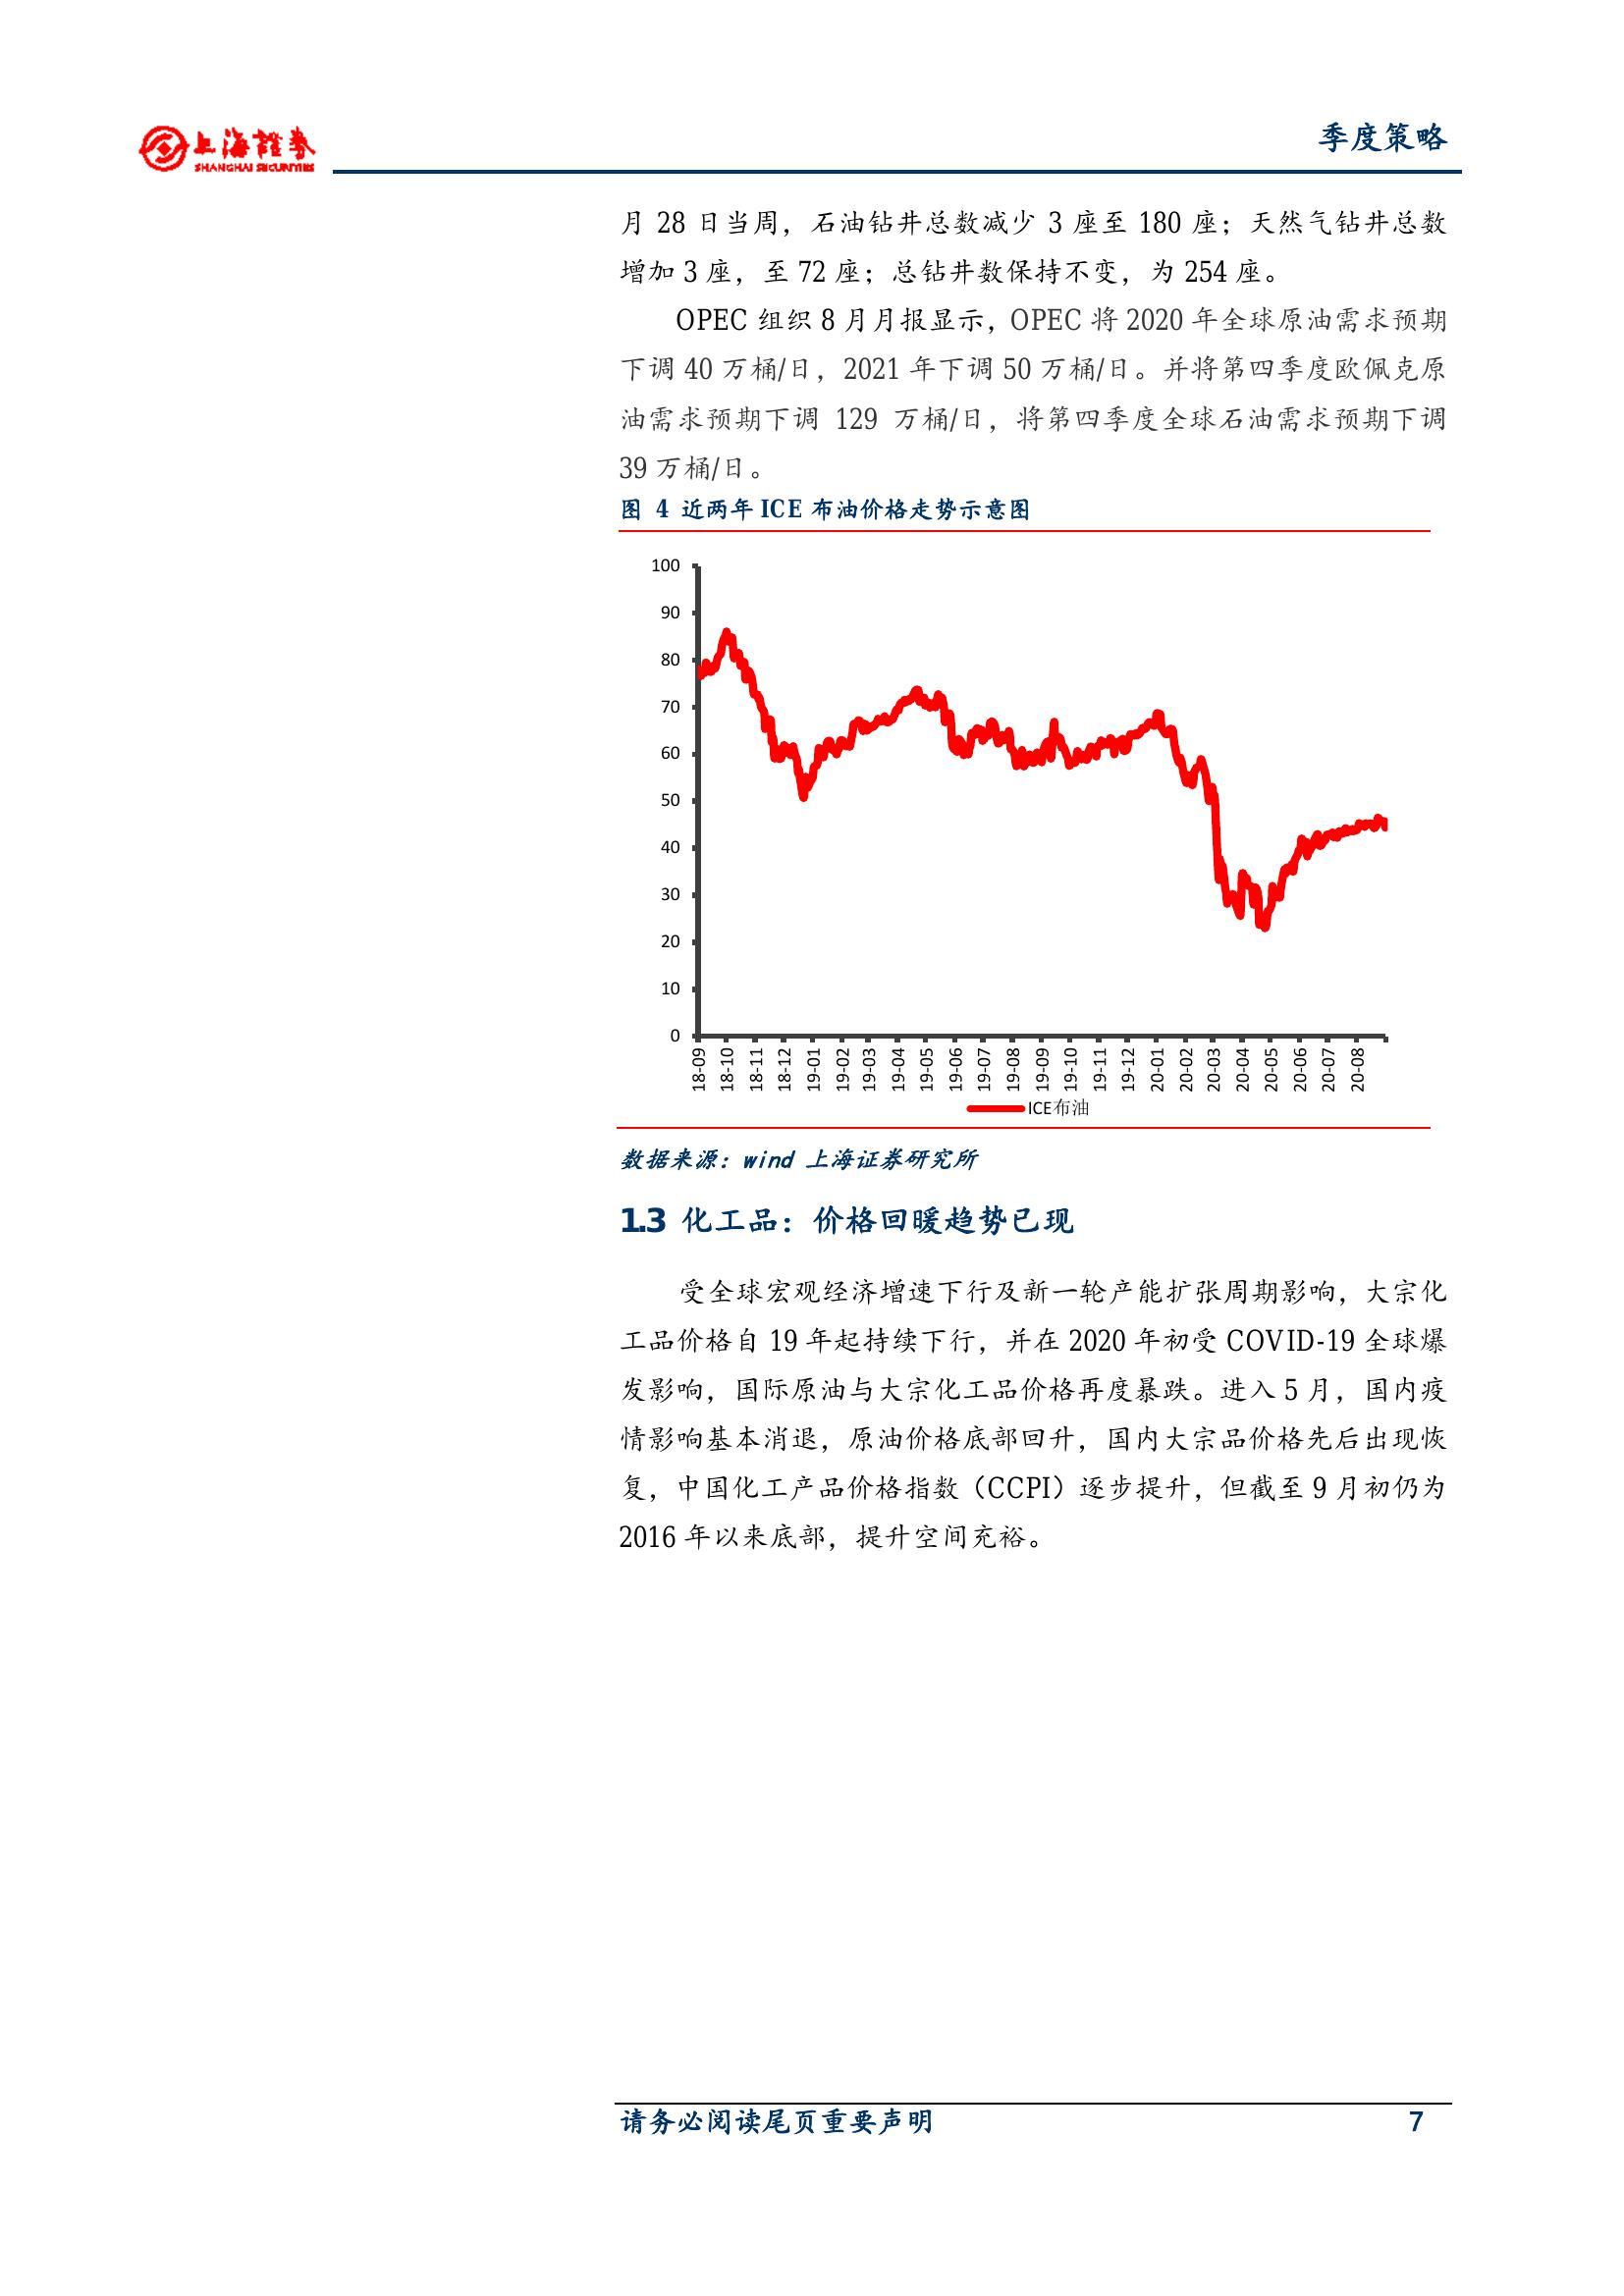 上海證券
SHANGHAI SECURITIES
季度策略
月 28 日当周，石油钻井总数减少 3 座至 180 座；天然气钻井总数
增加 3 座，至 72 座；总钻井数保持不变，为 254 座。
OPEC 组织 8 月月报显示，OPEC 将 2020 年全球原油需求预期
下调 40 万桶/日，2021 年下调 50 万桶/日。并将第四季度欧佩克原
油需求预期下调 129 万桶/日，将第四季度全球石油需求预期下调
39 万桶/日。
图 4 近两年 ICE 布油价格走势示意图
100
90
80
70
60
50
40
30
20
10
0
18-09
18-10
18-11
18-12
19-01
19-02
19-03
19-04
19-05
19-06
19-07
19-08
19-09
19-10
19-11
19-12
20-01
20-02
20-03
20-04
20-05
20-06
20-07
20-08
ICE布油
数据来源：wind 上海证券研究所
1.3 化工品：价格回暖趋势已现
受全球宏观经济增速下行及新一轮产能扩张周期影响，大宗化
工品价格自 19 年起持续下行，并在 2020 年初受 COVID-19 全球爆
发影响，国际原油与大宗化工品价格再度暴跌。进入 5 月，国内疫
情影响基本消退，原油价格底部回升，国内大宗品价格先后出现恢
复，中国化工产品价格指数（CCPI）逐步提升，但截至 9 月初仍为
2016 年以来底部，提升空间充裕。
请务必阅读尾页重要声明
7